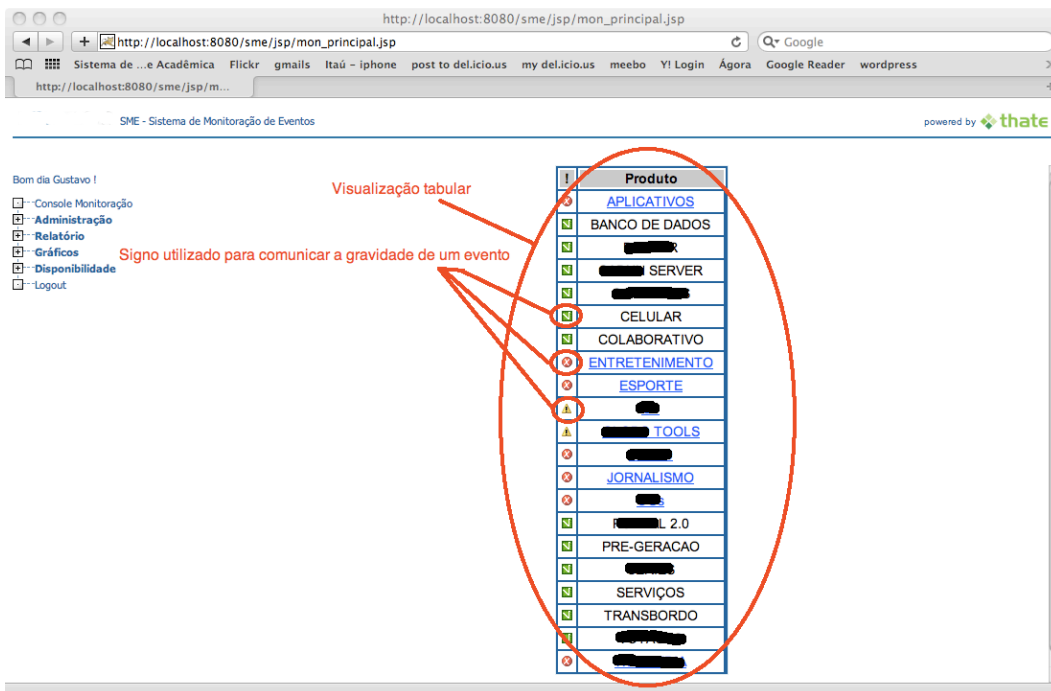 http://localhost:8080/sme/jsp/mon_principal.jsp
http://localhost:8080/sme/jsp/mon_principal.jsp
Google
Sistema de ...e Acadêmica Flickr gmails Itaú - iphone post to del.icio.us my del.icio.us meebo Y! Login Ágora Google Reader wordpress
http://localhost:8080/sme/jsp/m...
SME - Sistema de Monitoração de Eventos
powered by thate
Bom dia Gustavo !
Console Monitoração
Administração
Relatório
Gráficos
Disponibilidade
Logout
Visualização tabular
Signo utilizado para comunicar a gravidade de um evento
! Produto
APLICATIVOS
BANCO DE DADOS
SERVER
CELULAR
COLABORATIVO
ENTRETENIMENTO
ESPORTE
TOOLS
JORNALISMO
2.0
PRE-GERACAO
SERVIÇOS
TRANSBORDO